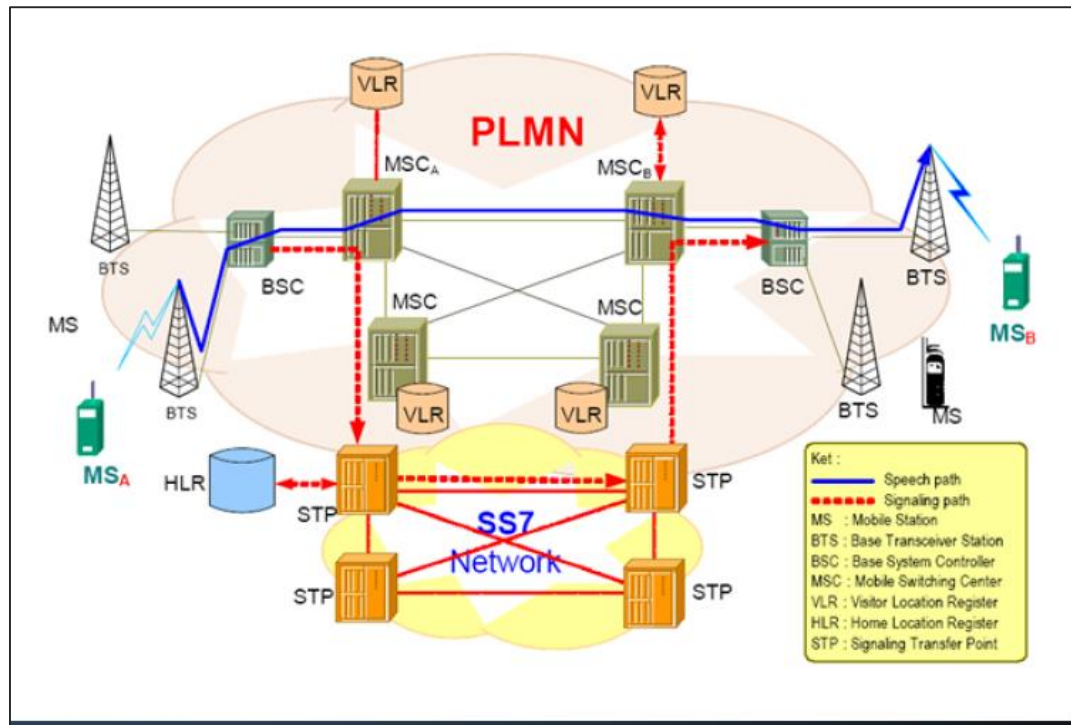 VLR
VLR
PLMN
MSCA
MSCB
BTS
BSC
BSC
BTS
MS
MSC
MSC
MSB
BTS
VLR
VLR
BTS
MS
MSA
HLR
STP
STP
SS7
Network
STP
STP
Ket :
Speech path
Signaling path
MS : Mobile Station
BTS : Base Transceiver Station
BSC : Base System Controller
MSC : Mobile Switching Center
VLR : Visitor Location Register
HLR : Home Location Register
STP : Signaling Transfer Point